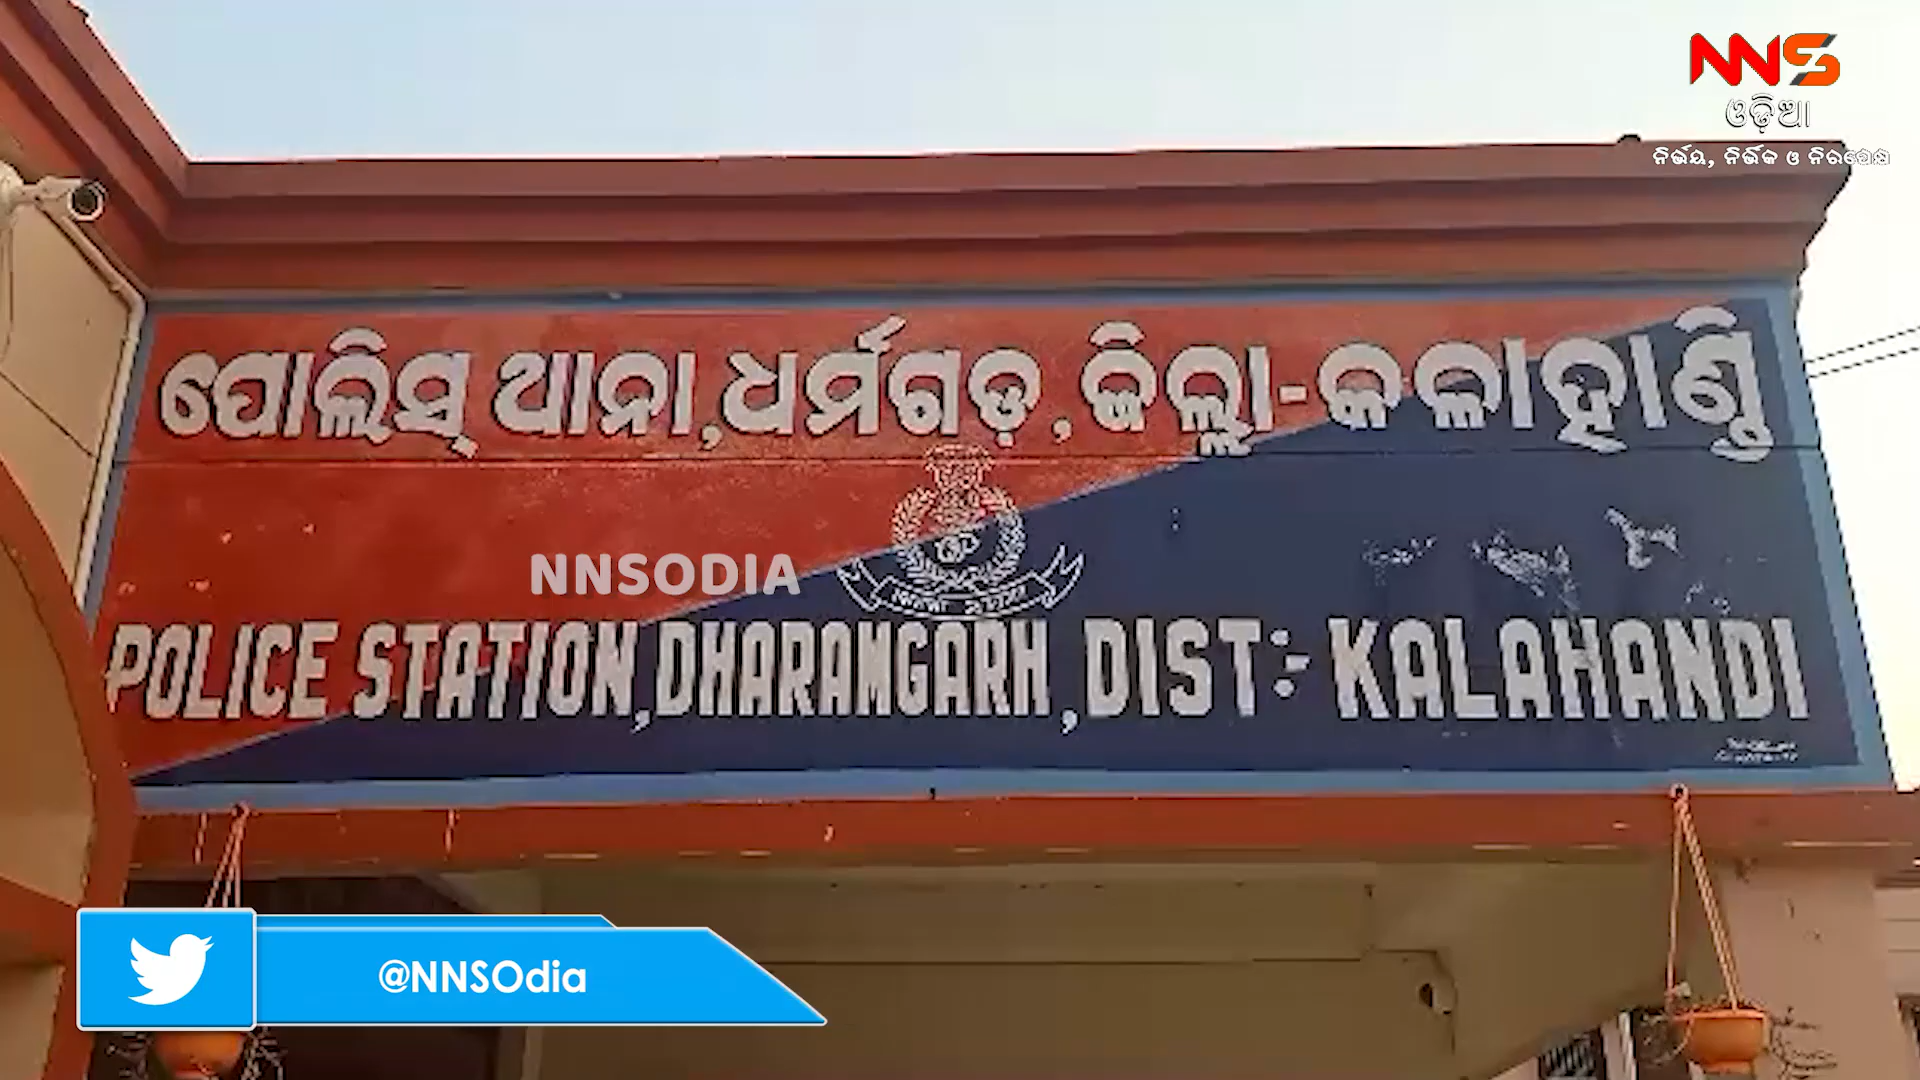 NNS
ଓଡ଼ିଆ
ନିର୍ଭୟ, ନିର୍ଭିକ ଓ ନିରପେକ୍ଷ
ପୋଲିସ୍ ଥାନା, ଧର୍ମଗଡ଼, ଜିଲ୍ଲା-କଳାହାଣ୍ଡି
NNSODIA
POLICE STATION, DHARAMGARH, DIST:- KALAHANDI
@NNSOdia